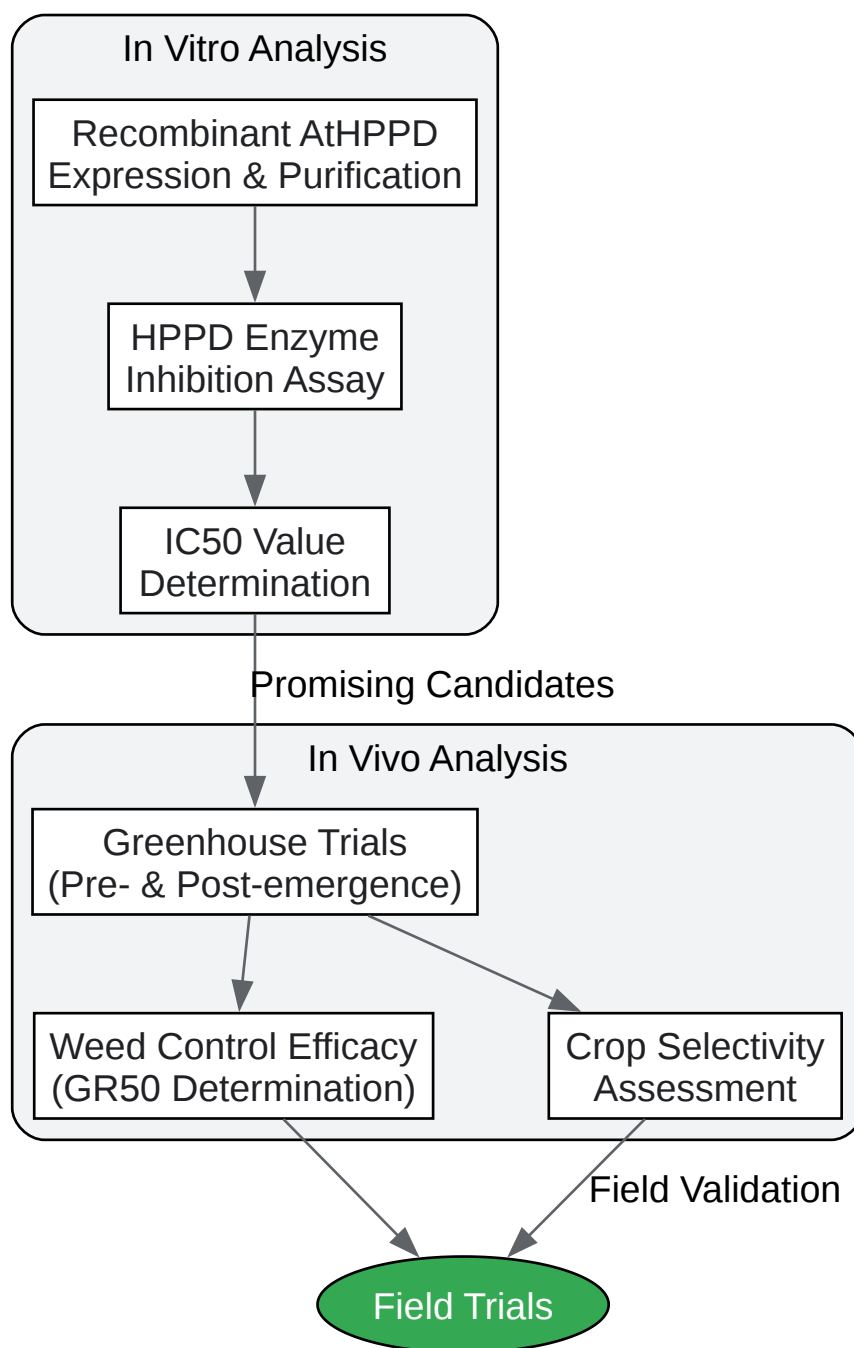 In Vitro Analysis
Recombinant AtHPPD
Expression & Purification
HPPD Enzyme
Inhibition Assay
IC50 Value
Determination
Promising Candidates
In Vivo Analysis
Greenhouse Trials
(Pre- & Post-emergence)
Weed Control Efficacy
(GR50 Determination)
Crop Selectivity
Assessment
Field Validation
Field Trials